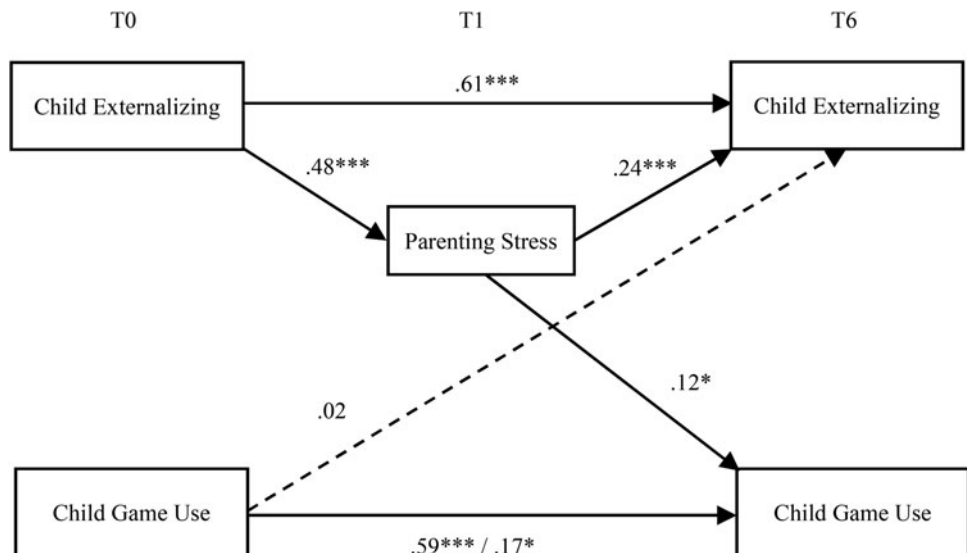 T0 T1 T6
Child Externalizing .61*** Child Externalizing
.48*** .24***
Parenting Stress
.12*
.02
Child Game Use Child Game Use
.59*** / .17*